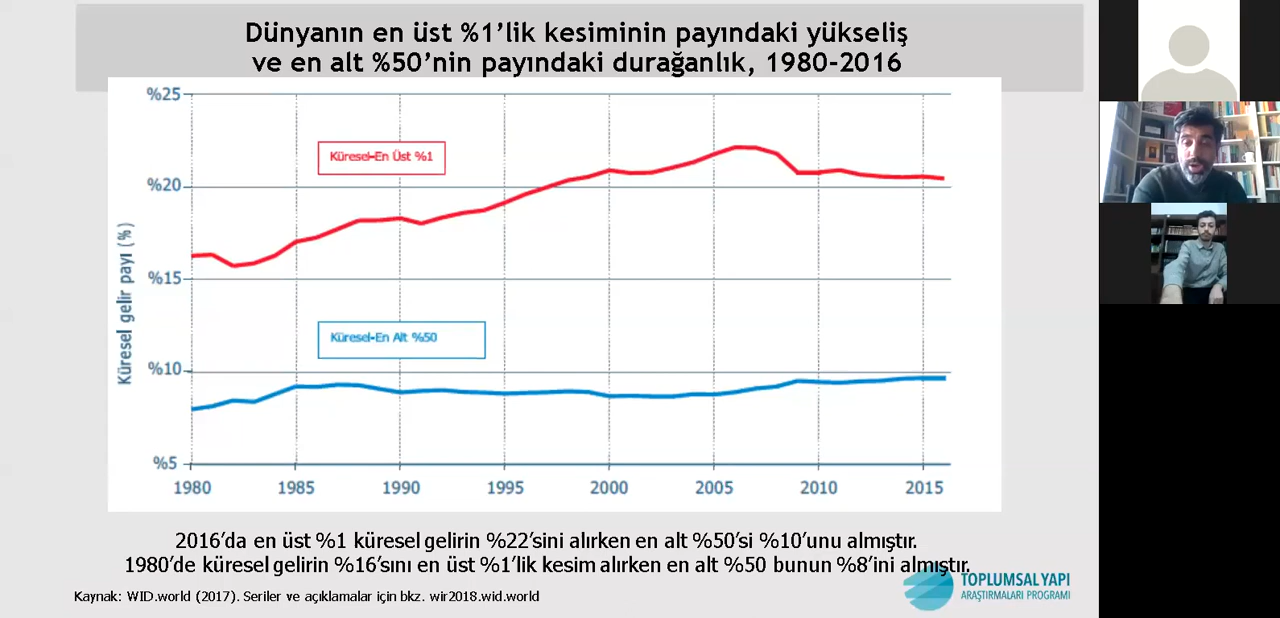 Dünyanın en üst %1’lik kesiminin payındaki yükseliş
ve en alt %50’nin payındaki durağanlık, 1980-2016
%25
Küresel-En Üst %1
%20
Küresel gelir payı (%)
%15
Küresel-En Alt %50
%10
%5
1980 1985 1990 1995 2000 2005 2010 2015
2016’da en üst %1 küresel gelirin %22’sini alırken en alt %50’si %10’unu almıştır.
1980’de küresel gelirin %16’sını en üst %1’lik kesim alırken en alt %50 bunun %8’ini almıştır.
TOPLUMSAL YAPI
ARAŞTIRMALARI PROGRAMI
Kaynak: WID.world (2017). Seriler ve açıklamalar için bkz. wir2018.wid.world